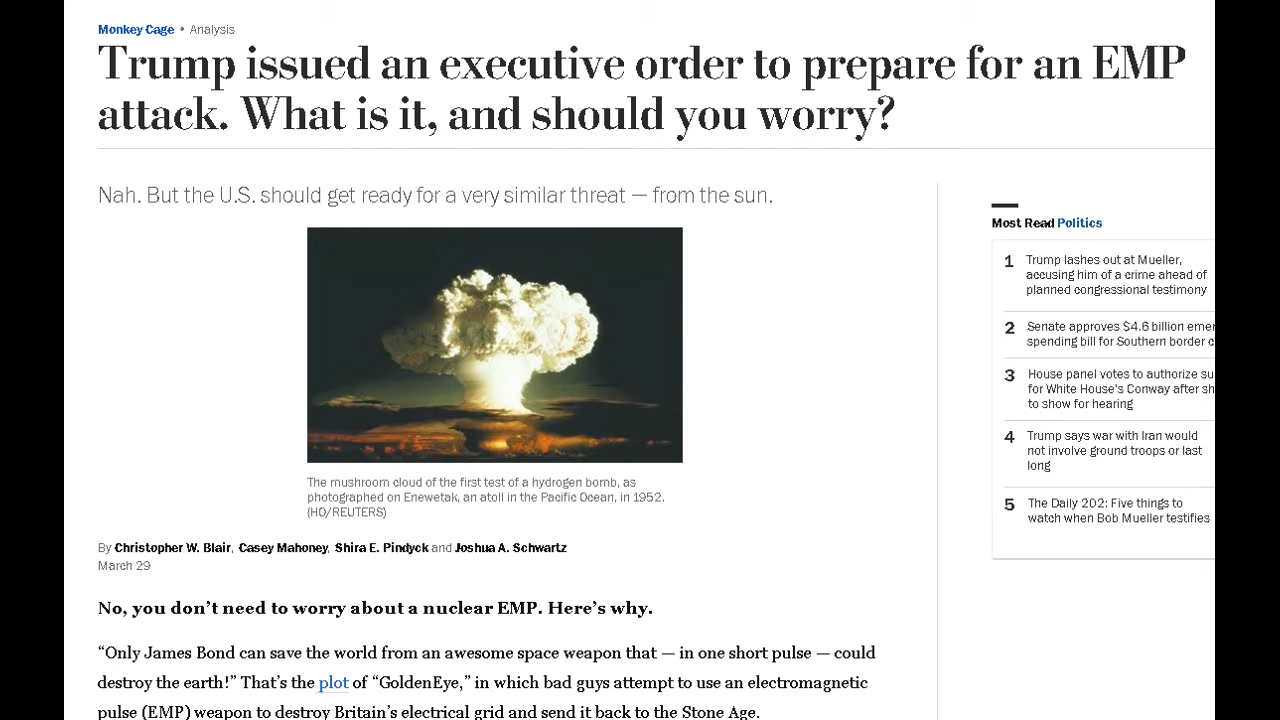 Monkey Cage • Analysis
Trump issued an executive order to prepare for an EMP
attack. What is it, and should you worry?
Nah. But the U.S. should get ready for a very similar threat — from the sun.
The mushroom cloud of the first test of a hydrogen bomb, as
photographed on Enewetak, an atoll in the Pacific Ocean, in 1952.
(HO/REUTERS)
By Christopher W. Blair, Casey Mahoney, Shira E. Pindyck and Joshua A. Schwartz
March 29
No, you don’t need to worry about a nuclear EMP. Here’s why.
“Only James Bond can save the world from an awesome space weapon that — in one short pulse — could
destroy the earth!” That’s the plot of “GoldenEye,” in which bad guys attempt to use an electromagnetic
pulse (EMP) weapon to destroy Britain’s electrical grid and send it back to the Stone Age.
Most Read Politics
1 Trump lashes out at Mueller,
accusing him of a crime ahead of
planned congressional testimony
2 Senate approves $4.6 billion emer
spending bill for Southern border c
3 House panel votes to authorize su
for White House's Conway after sh
to show for hearing
4 Trump says war with Iran would
not involve ground troops or last
long
5 The Daily 202: Five things to
watch when Bob Mueller testifies